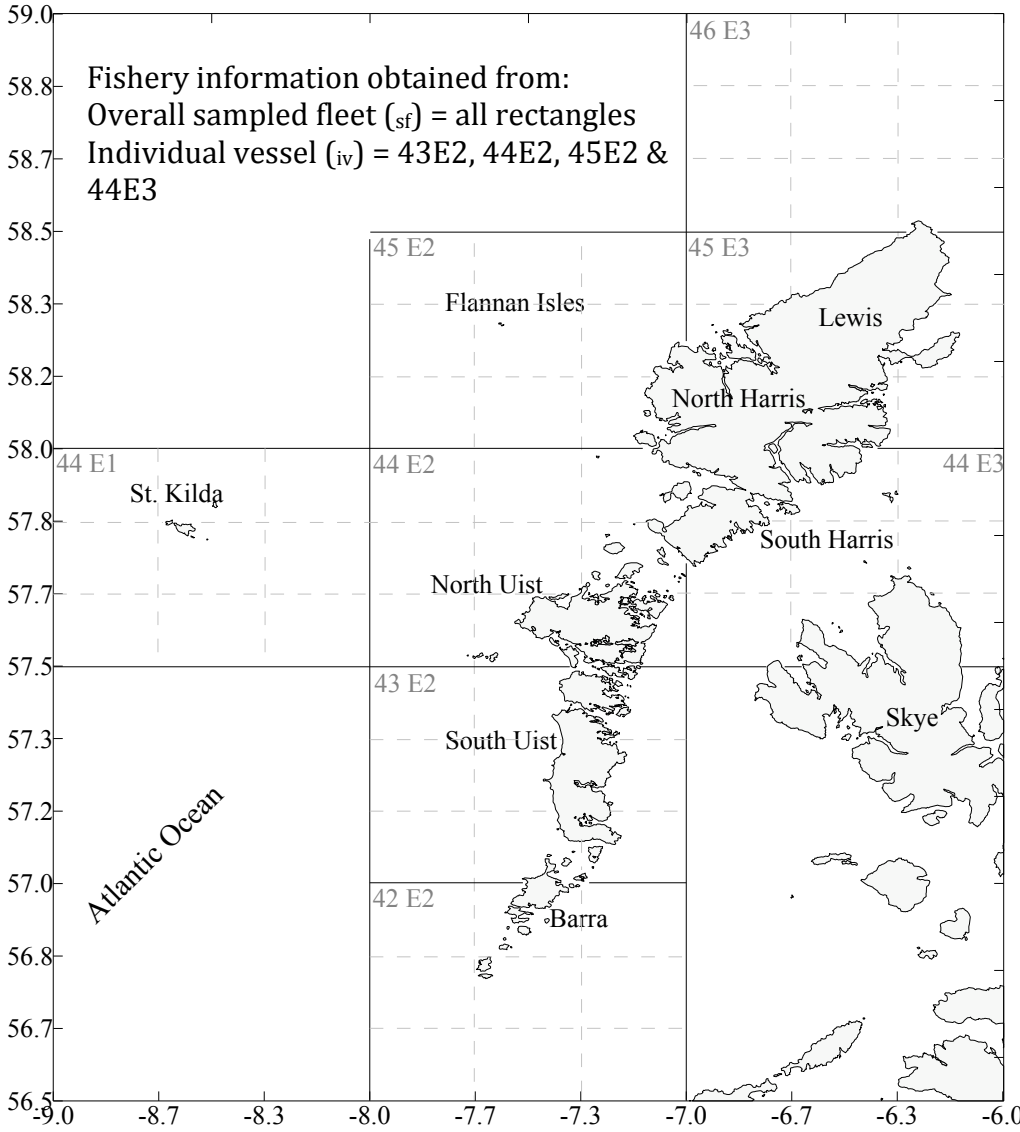 59.0
46 E3
58.8
Fishery information obtained from:
Overall sampled fleet (sf) = all rectangles
Individual vessel (iv) = 43E2, 44E2, 45E2 &
44E3
58.7
58.5
45 E2
45 E3
58.3
Flannan Isles
Lewis
58.2
North Harris
58.0
44 E1
44 E2
44 E3
St. Kilda
57.8
South Harris
North Uist
57.7
57.5
43 E2
Skye
57.3
South Uist
57.2
Atlantic Ocean
57.0
42 E2
Barra
56.8
56.7
56.5
-9.0 -8.7 -8.3 -8.0 -7.7 -7.3 -7.0 -6.7 -6.3 -6.0